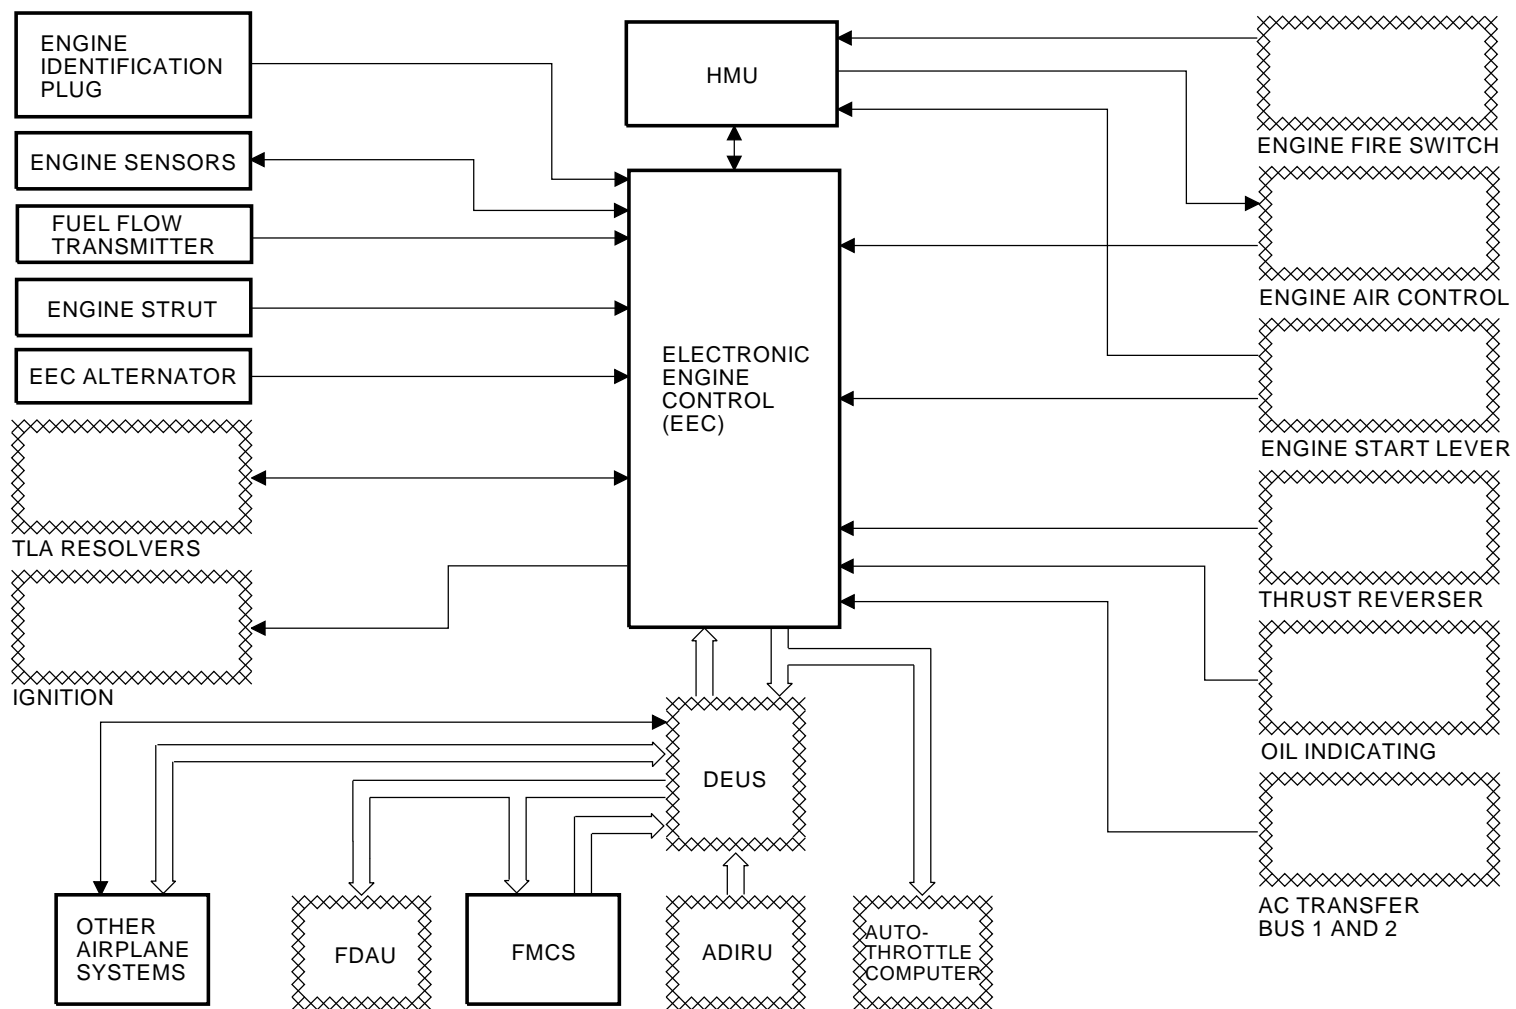 ENGINE
IDENTIFICATION
PLUG
ENGINE SENSORS
FUEL FLOW
TRANSMITTER
ENGINE STRUT
EEC ALTERNATOR
TLA RESOLVERS
IGNITION
HMU
ELECTRONIC
ENGINE
CONTROL
(EEC)
ENGINE FIRE SWITCH
ENGINE AIR CONTROL
ENGINE START LEVER
THRUST REVERSER
OIL INDICATING
AC TRANSFER
BUS 1 AND 2
DEUS
OTHER
AIRPLANE
SYSTEMS
FDAU
FMCS
ADIRU
AUTO-
THROTTLE
COMPUTER